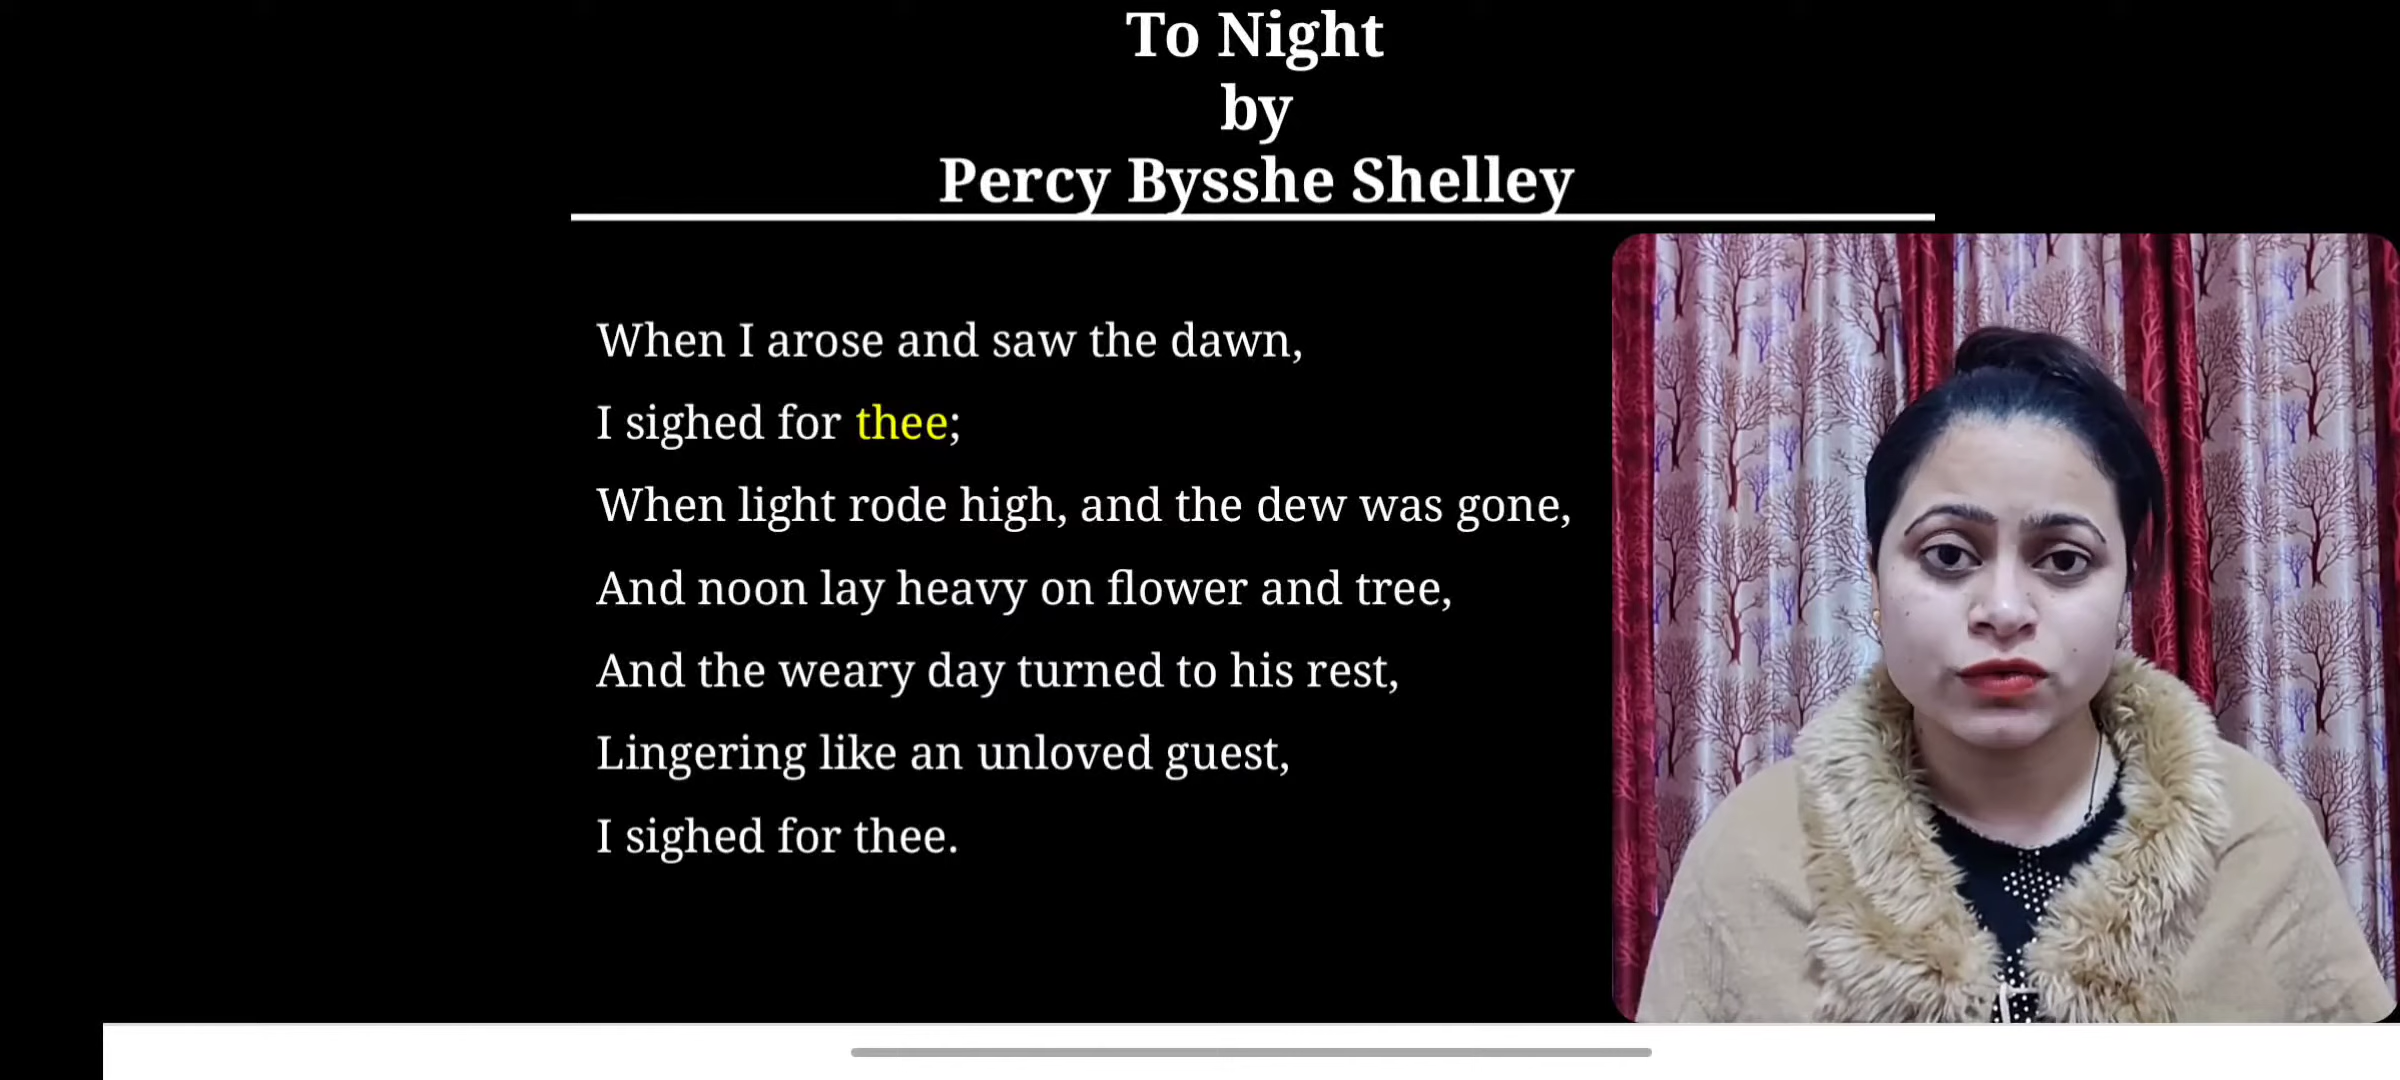 To Night
by
Percy Bysshe Shelley
When I arose and saw the dawn,
I sighed for thee;
When light rode high, and the dew was gone,
And noon lay heavy on flower and tree,
And the weary day turned to his rest,
Lingering like an unloved guest,
I sighed for thee.